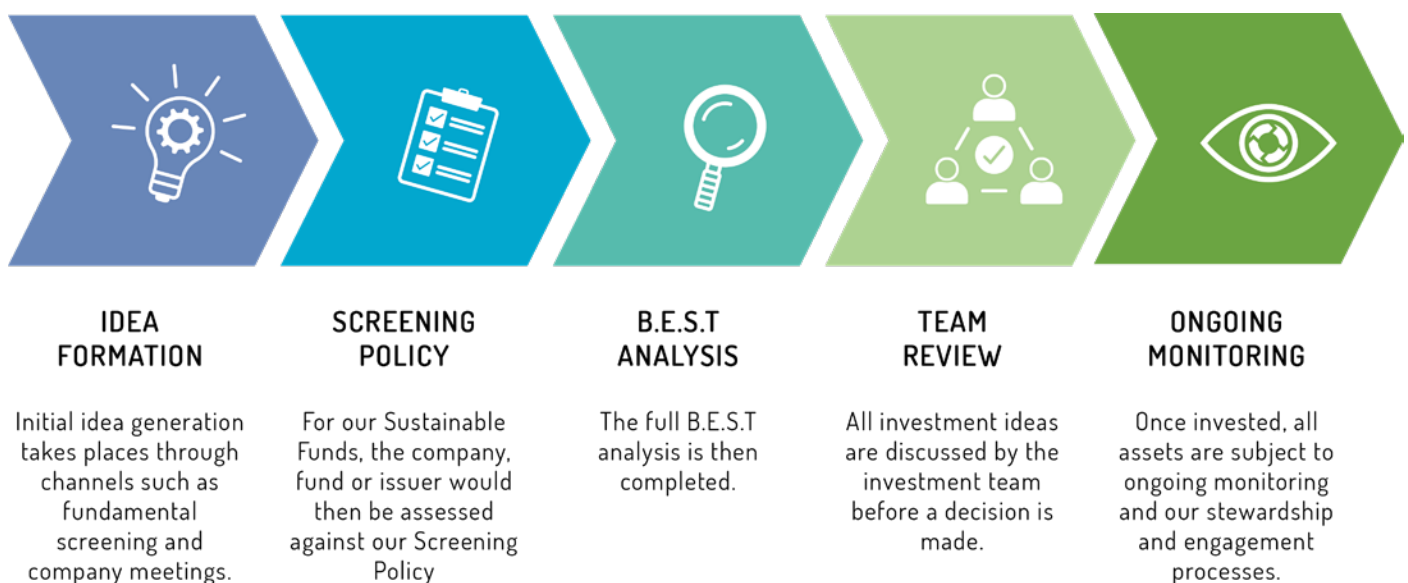 IDEA
FORMATION
Initial idea generation
takes places through
channels such as
fundamental
screening and
company meetings.
SCREENING
POLICY
For our Sustainable
Funds, the company,
fund or issuer would
then be assessed
against our Screening
Policy
B.E.S.T
ANALYSIS
The full B.E.S.T
analysis is then
completed.
TEAM
REVIEW
All investment ideas
are discussed by the
investment team
before a decision is
made.
ONGOING
MONITORING
Once invested, all
assets are subject to
ongoing monitoring
and our stewardship
and engagement
processes.